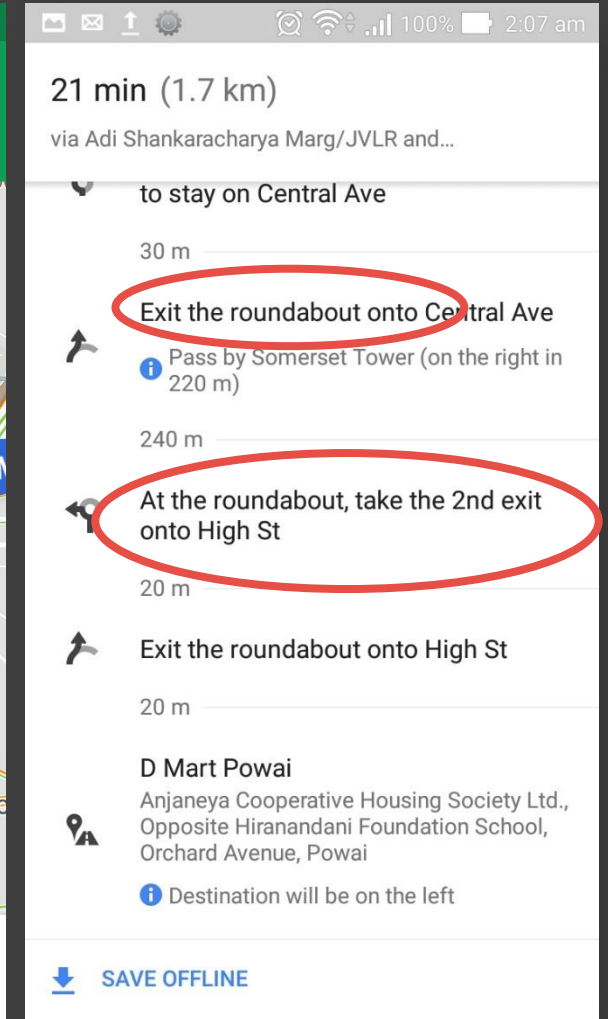 100% 2:07 am
21 min (1.7 km)
via Adi Shankaracharya Marg/JVLR and...
to stay on Central Ave
30 m
Exit the roundabout onto Central Ave
Pass by Somerset Tower (on the right in
220 m)
240 m
At the roundabout, take the 2nd exit
onto High St
20 m
Exit the roundabout onto High St
20 m
D Mart Powai
Anjaneya Cooperative Housing Society Ltd.,
Opposite Hiranandani Foundation School,
Orchard Avenue, Powai
Destination will be on the left
SAVE OFFLINE